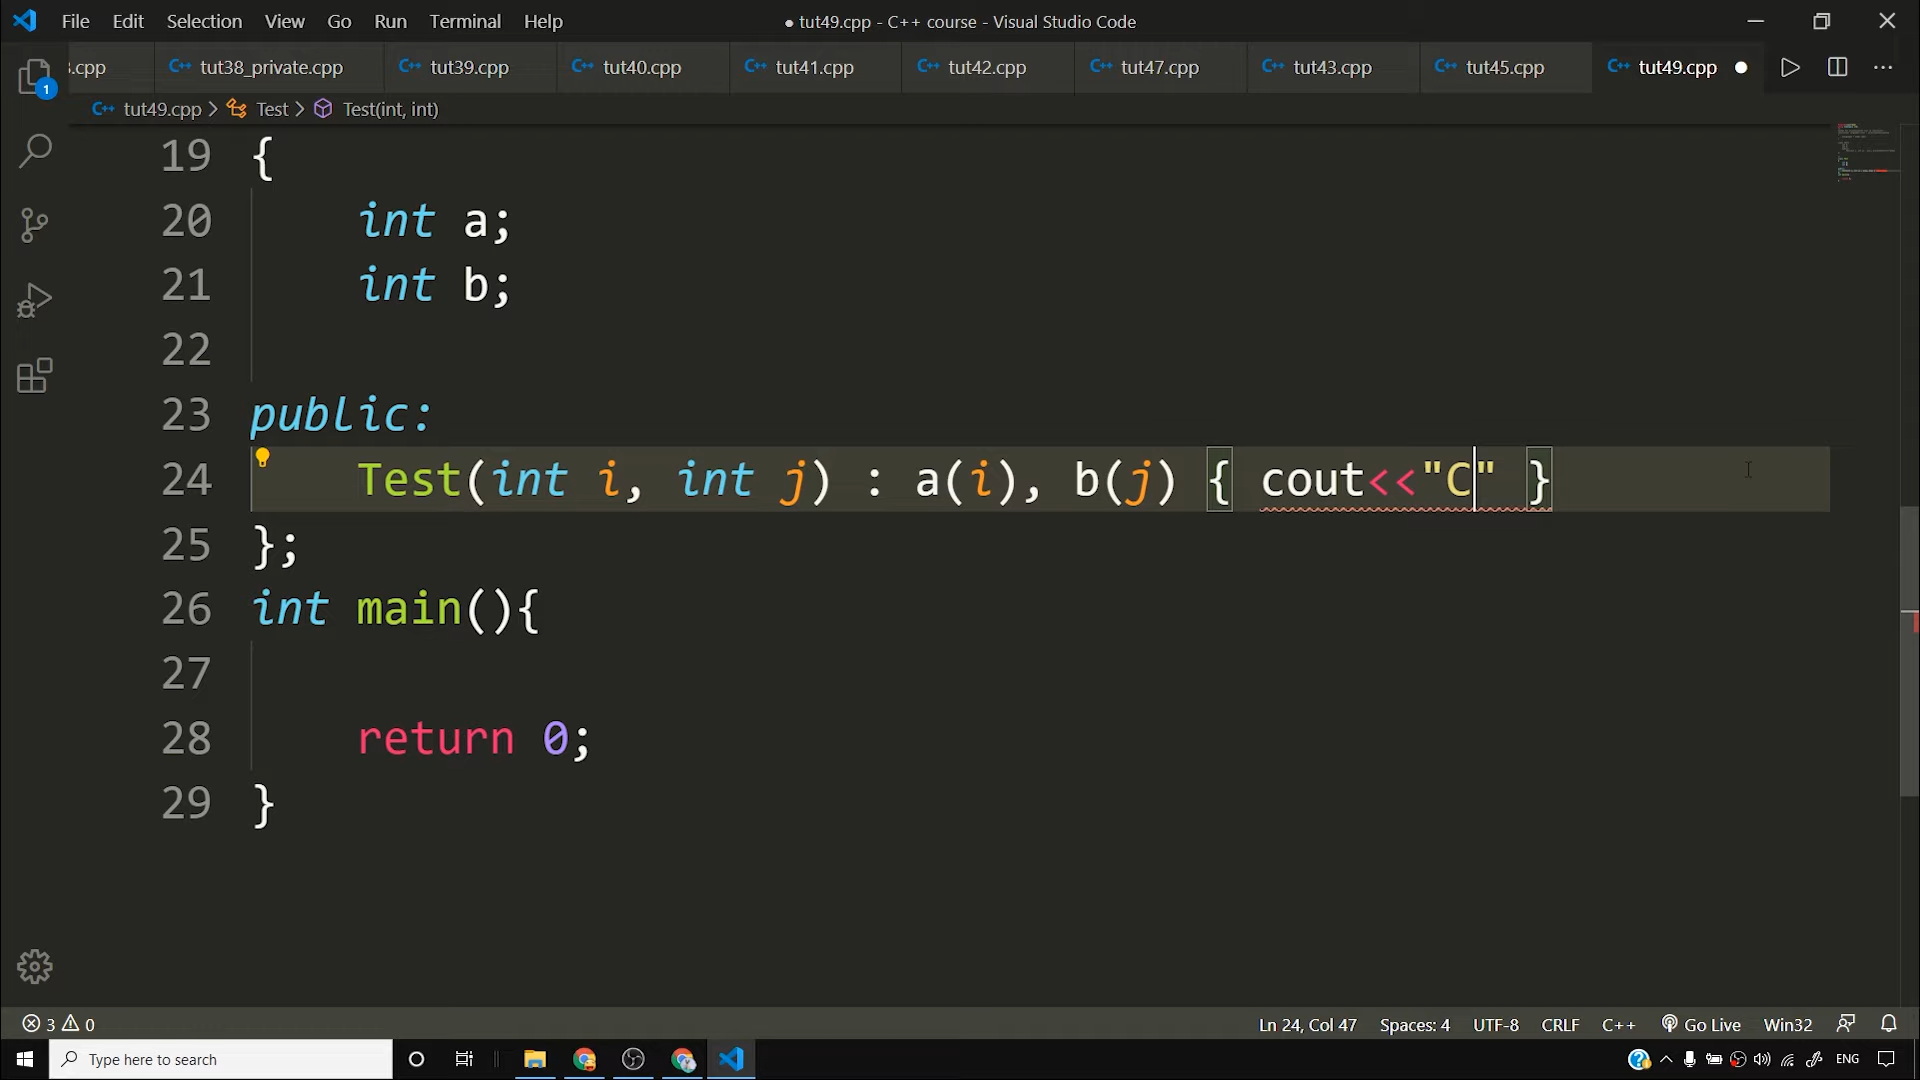 File Edit Selection View Go Run Terminal Help
● tut49.cpp - C++ course - Visual Studio Code
3.cpp
C++ tut38_private.cpp
C++ tut39.cpp
C++ tut40.cpp
C++ tut41.cpp
C++ tut42.cpp
C++ tut47.cpp
C++ tut43.cpp
C++ tut45.cpp
C++ tut49.cpp
1
C++ tut49.cpp > Test > Test(int, int)
19 {
20 int a;
21 int b;
22
23 public:
24 Test(int i, int j) : a(i), b(j) { cout<<"C" }
25 };
26 int main(){
27
28 return 0;
29 }
3 0
Ln 24, Col 47 Spaces: 4 UTF-8 CRLF C++ Go Live Win32
Type here to search
ENG